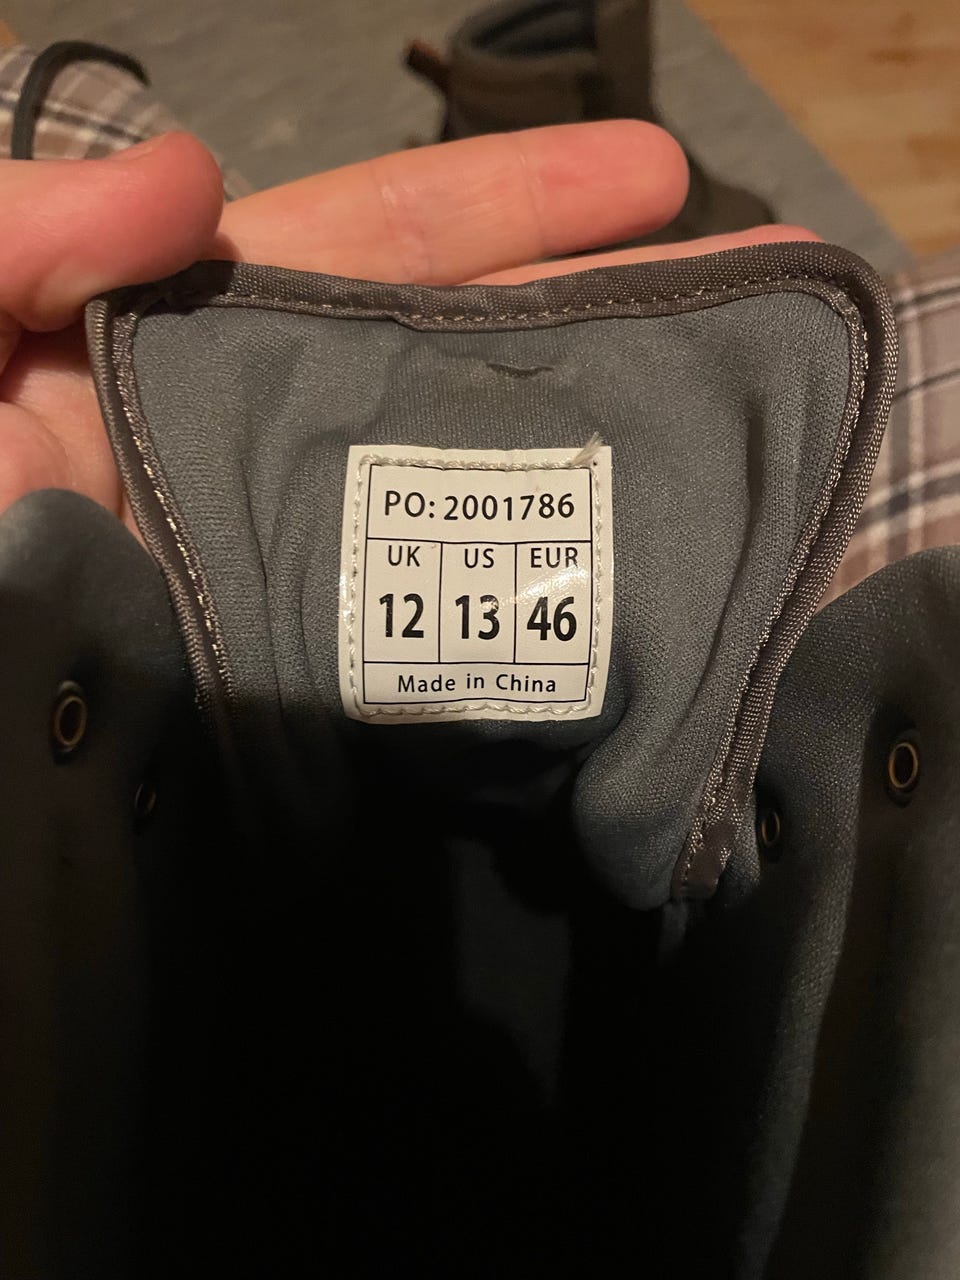 PO: 2001786
UK US EUR
12 13 46
Made in China